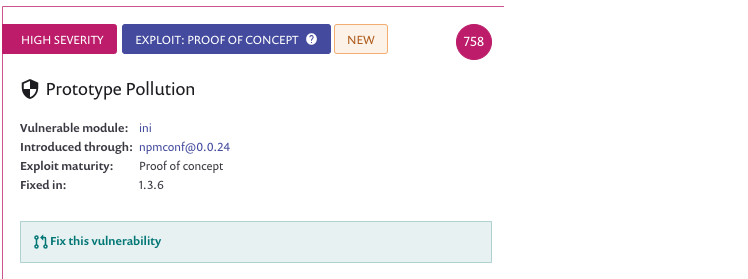 HIGH SEVERITY EXPLOIT: PROOF OF CONCEPT ? NEW 758
Prototype Pollution
Vulnerable module: ini
Introduced through: npmconf@0.0.24
Exploit maturity: Proof of concept
Fixed in: 1.3.6
Fix this vulnerability